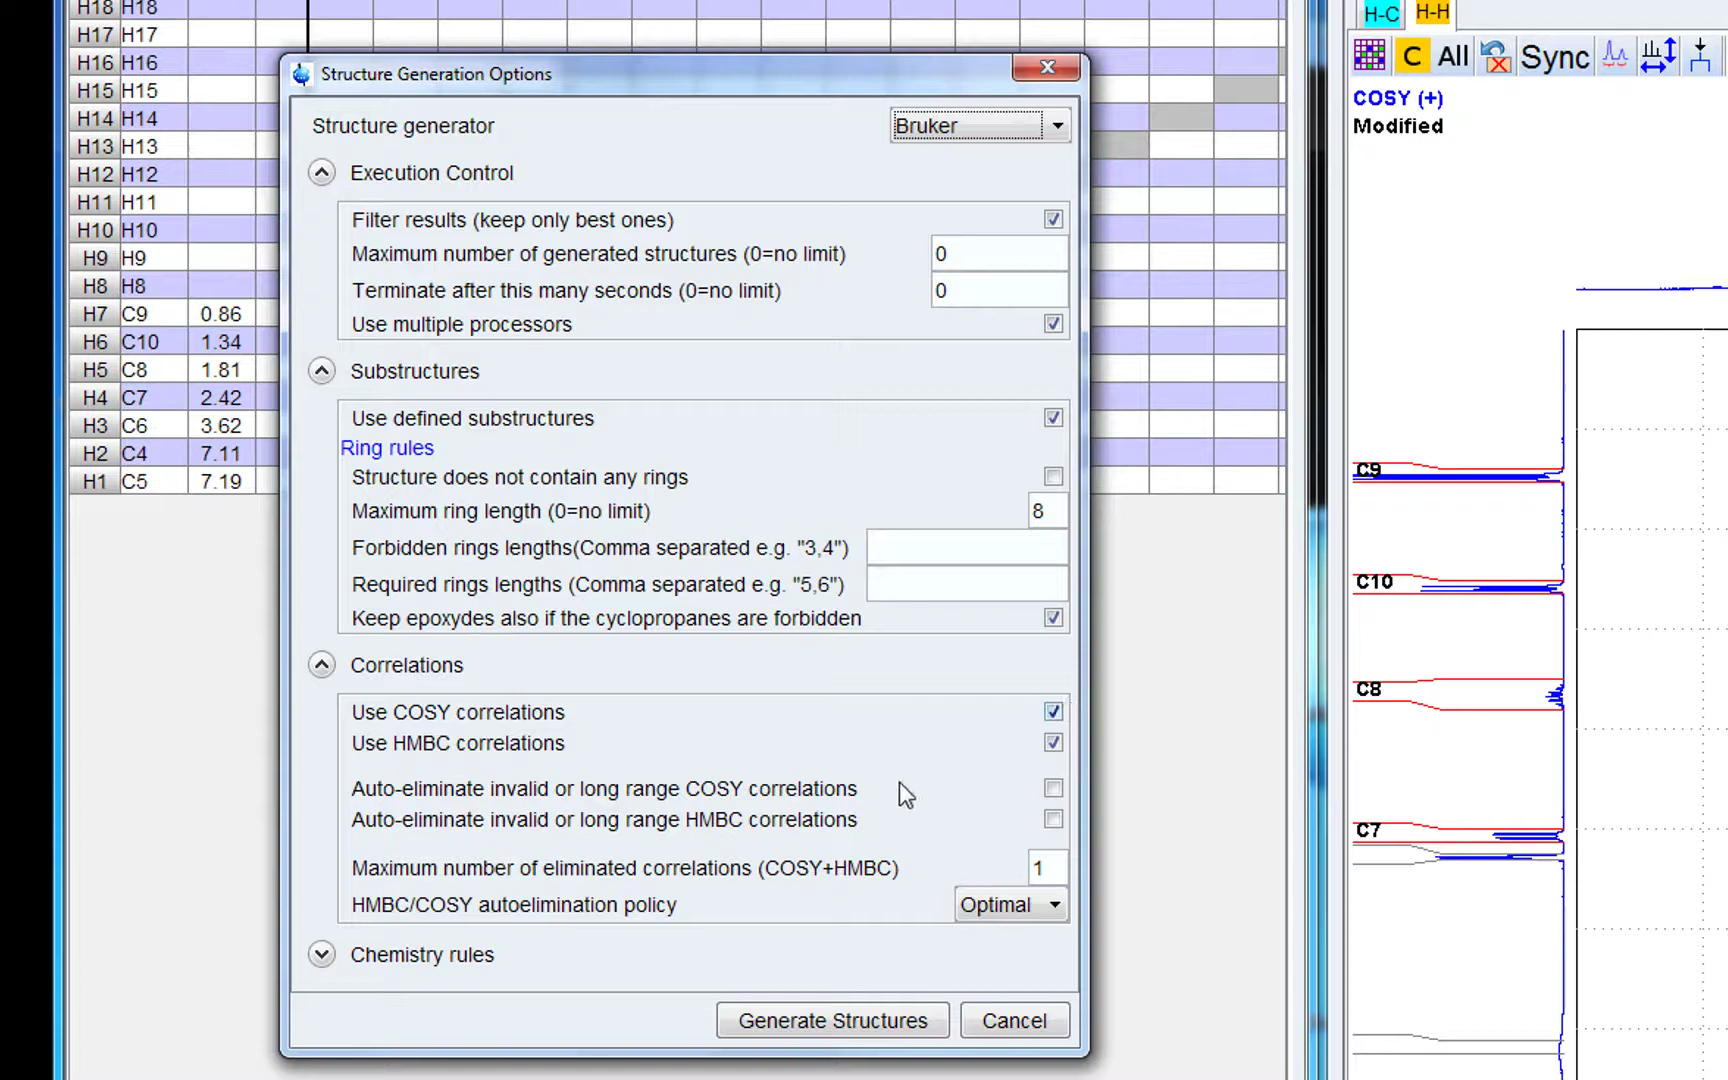 H18 H18
H17 H17
H16 H16
H15 H15
H14 H14
H13 H13
H12 H12
H11 H11
H10 H10
H9 H9
H8 H8
H7 C9 0.86
H6 C10 1.34
H5 C8 1.81
H4 C7 2.42
H3 C6 3.62
H2 C4 7.11
H1 C5 7.19
Structure Generation Options
Structure generator Bruker
Execution Control
Filter results (keep only best ones)
Maximum number of generated structures (0=no limit) 0
Terminate after this many seconds (0=no limit) 0
Use multiple processors
Substructures
Use defined substructures
Ring rules
Structure does not contain any rings
Maximum ring length (0=no limit) 8
Forbidden rings lengths(Comma separated e.g. "3,4")
Required rings lengths (Comma separated e.g. "5,6")
Keep epoxydes also if the cyclopropanes are forbidden
Correlations
Use COSY correlations
Use HMBC correlations
Auto-eliminate invalid or long range COSY correlations
Auto-eliminate invalid or long range HMBC correlations
Maximum number of eliminated correlations (COSY+HMBC) 1
HMBC/COSY autoelimination policy Optimal
Chemistry rules
Generate Structures Cancel
H-C H-H
C All Sync
COSY (+)
Modified
C9
C10
C8
C7